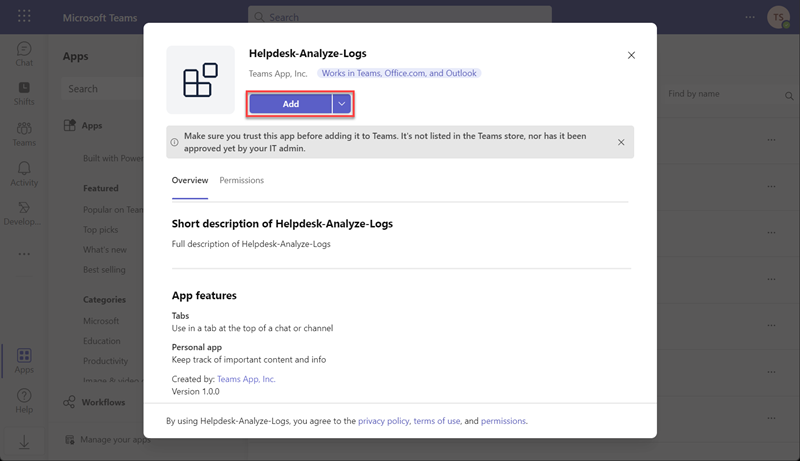 Microsoft Teams
Search
TS
Chat
Shifts
Teams
Activity
Develop...
Apps
Help
Apps
Search
Apps
Built with Power
Featured
Popular on Team
Top picks
What's new
Best selling
Categories
Microsoft
Education
Productivity
Image & video
Workflows
Manage your apps
Find by name
Helpdesk-Analyze-Logs
Teams App, Inc. Works in Teams, Office.com, and Outlook
Add
Make sure you trust this app before adding it to Teams. It's not listed in the Teams store, nor has it been
approved yet by your IT admin.
Overview Permissions
Short description of Helpdesk-Analyze-Logs
Full description of Helpdesk-Analyze-Logs
App features
Tabs
Use in a tab at the top of a chat or channel
Personal app
Keep track of important content and info
Created by: Teams App, Inc.
Version 1.0.0
By using Helpdesk-Analyze-Logs, you agree to the privacy policy, terms of use, and permissions.